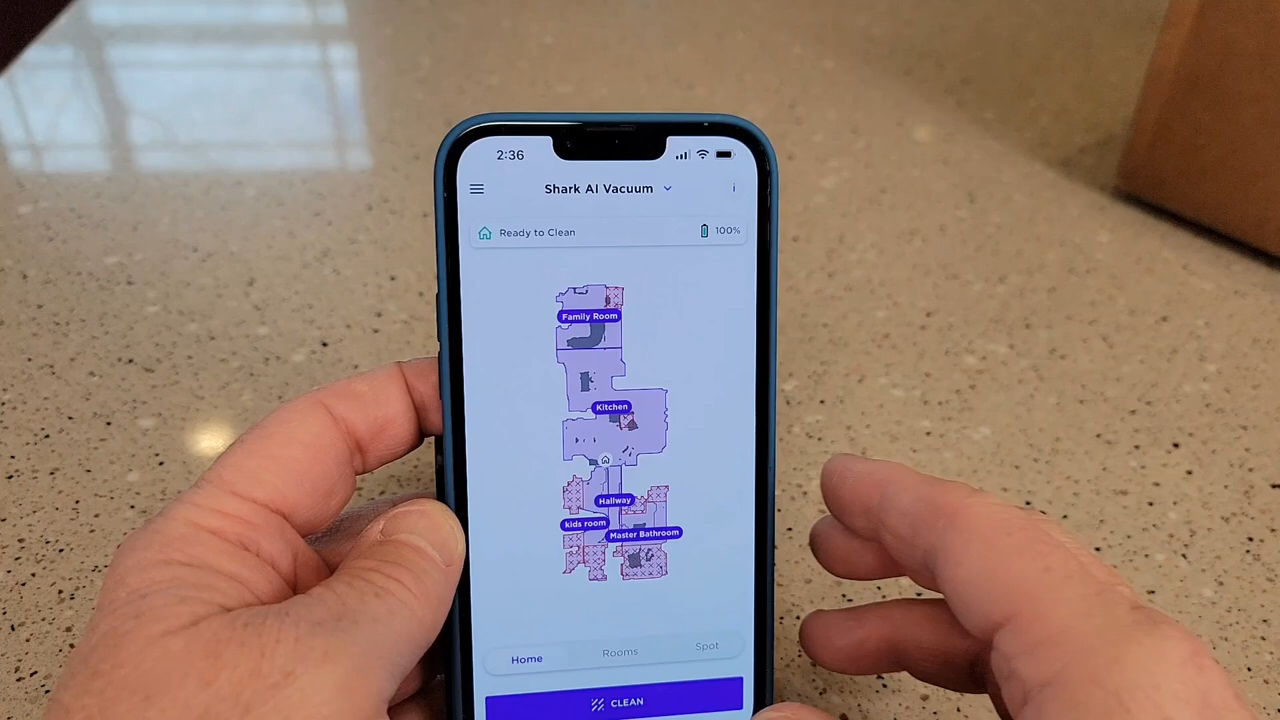 2:36
Shark AI Vacuum
i
Ready to Clean
100%
Family Room
Kitchen
Hallway
kids room
Master Bathroom
Home
Rooms
Spot
CLEAN